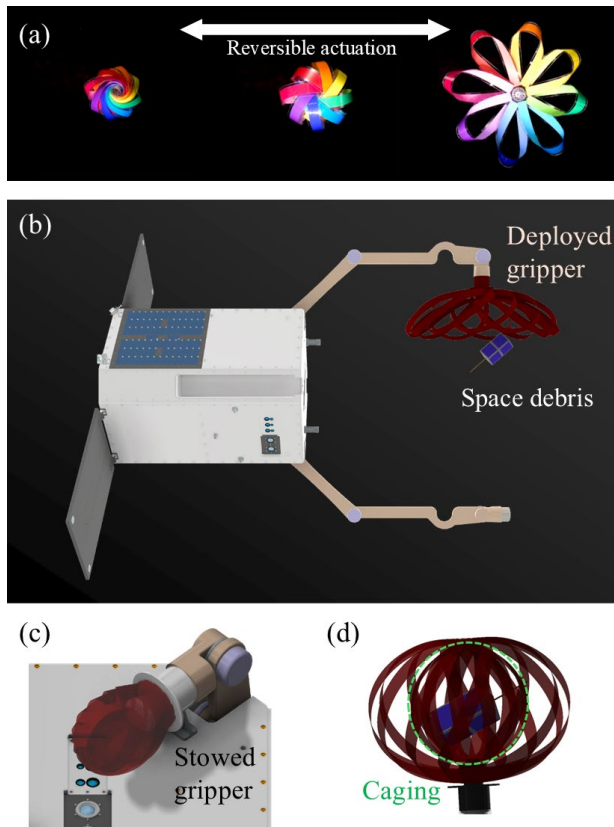 (a)
Reversible actuation
(b)
Deployed
gripper
Space debris
(c)
Stowed
gripper
(d)
Caging